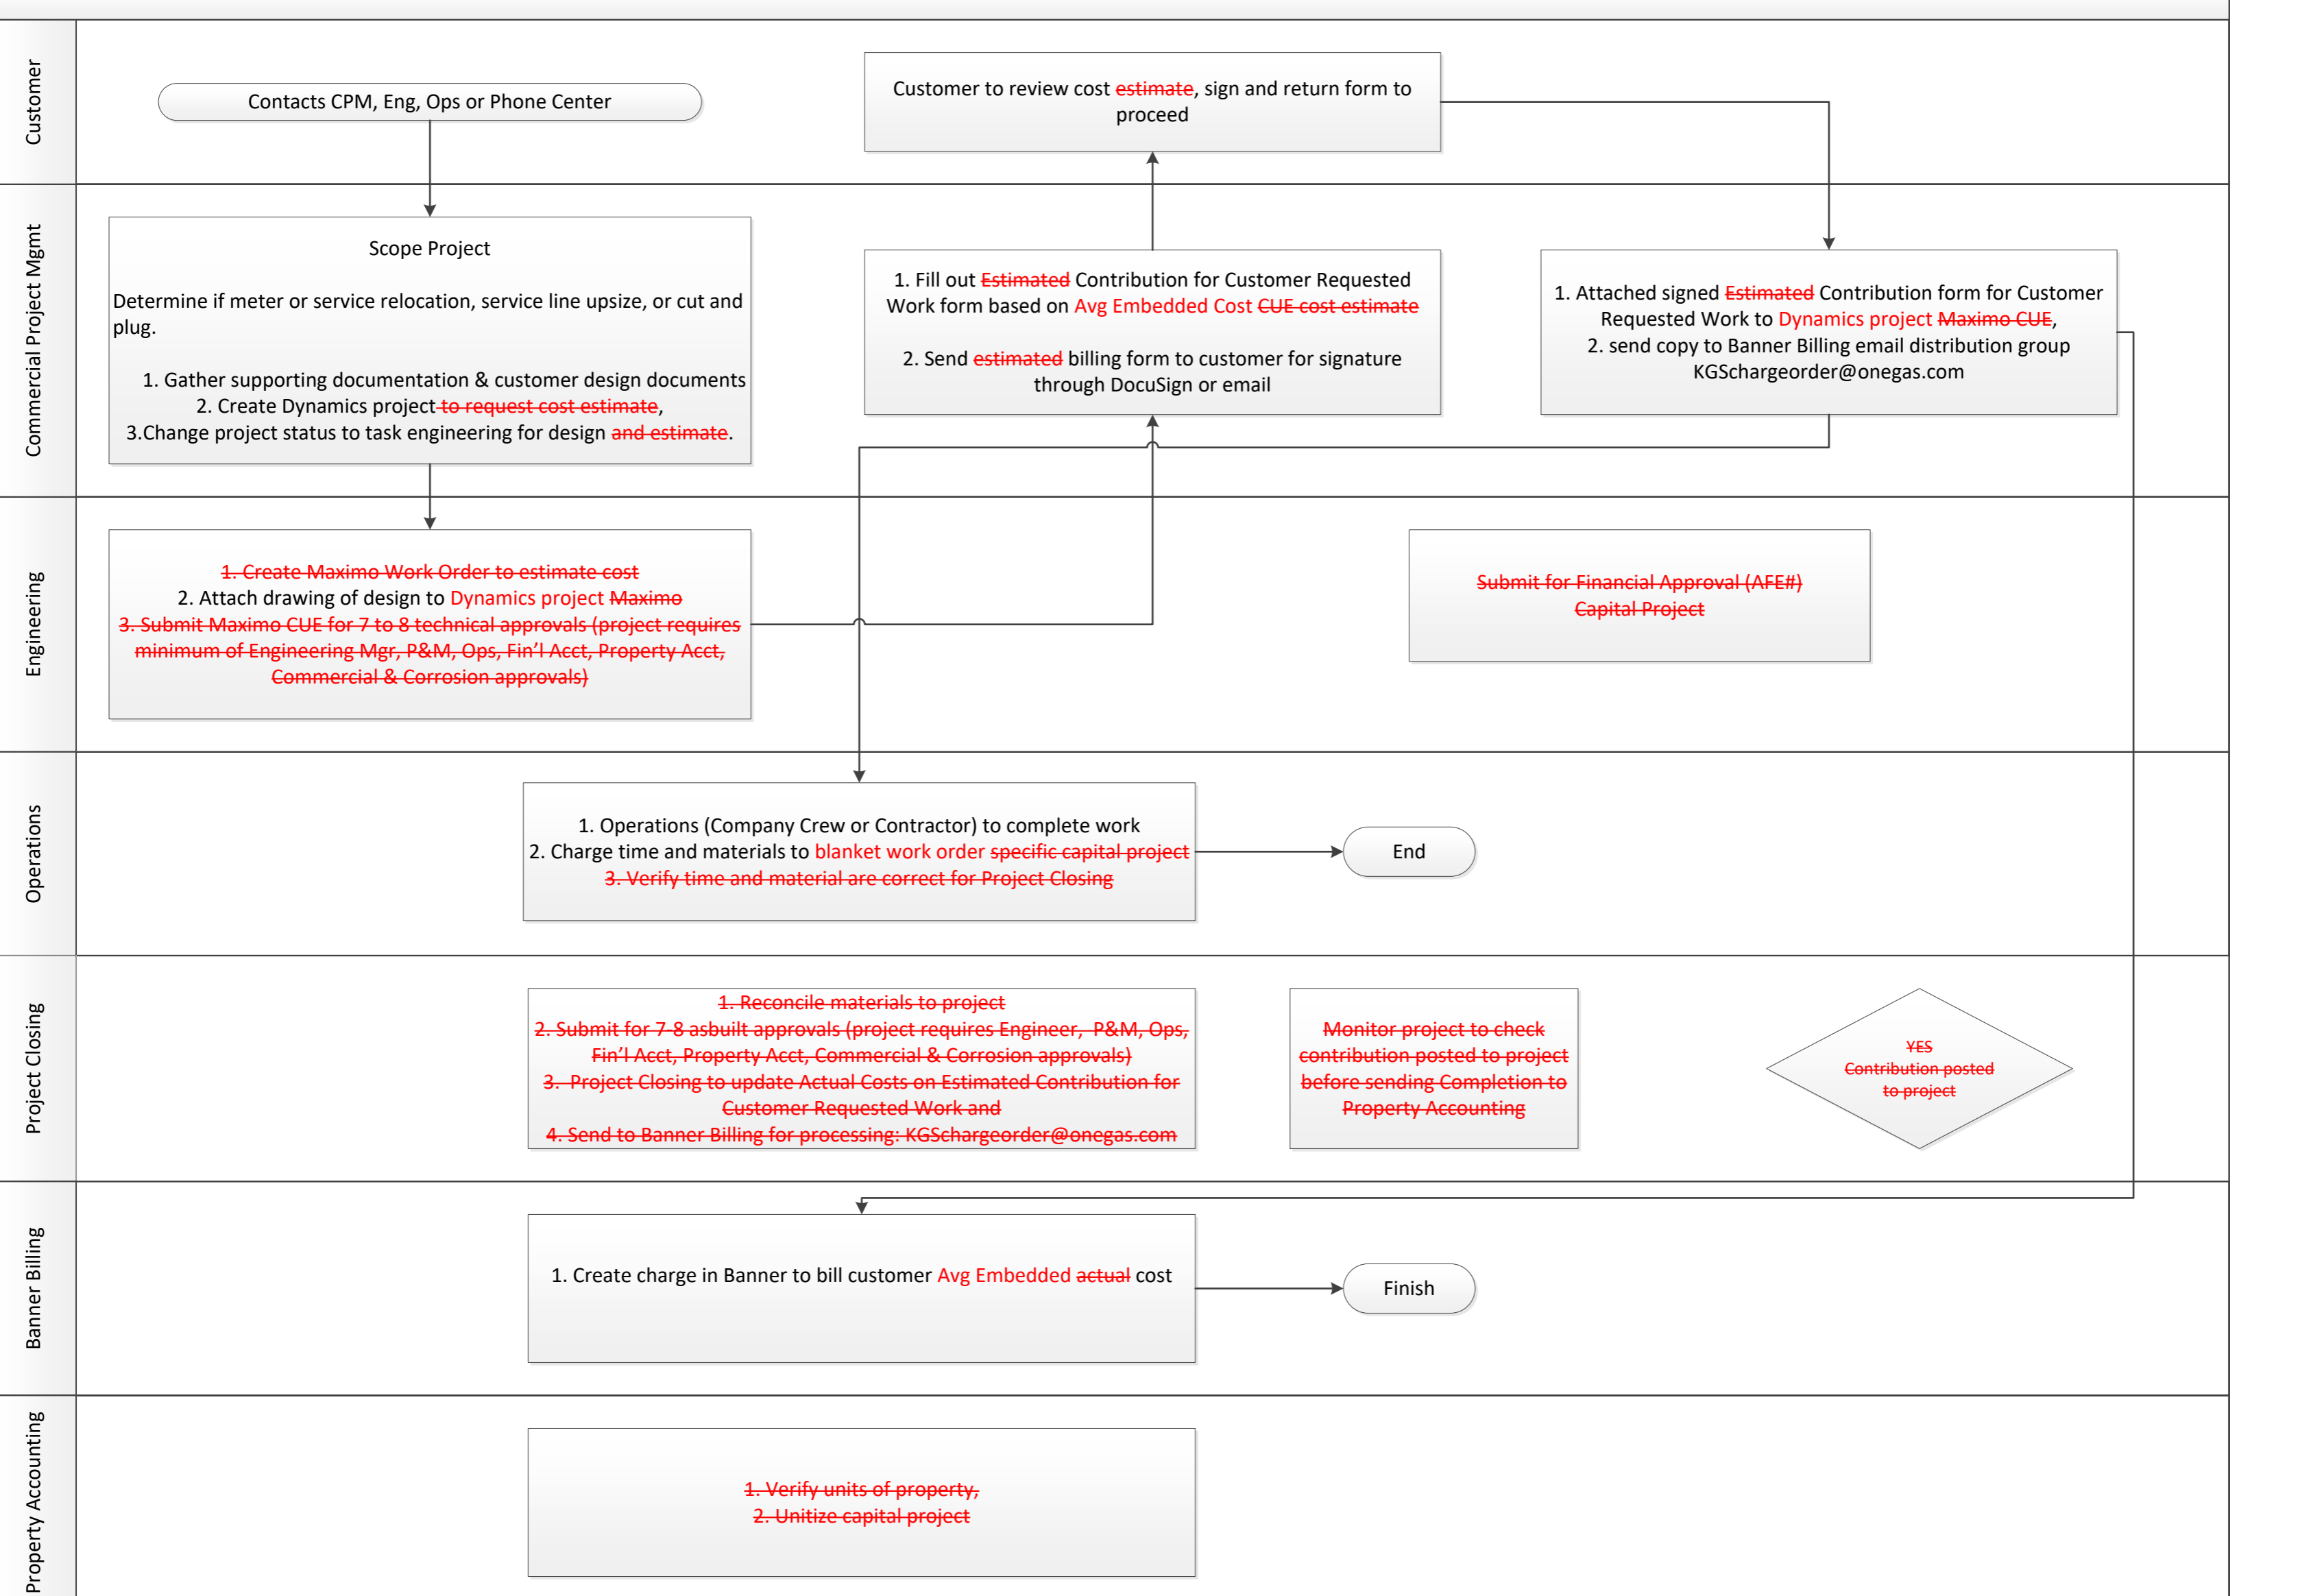 Customer
Contacts CPM, Eng, Ops or Phone Center
Customer to review cost estimate, sign and return form to
proceed
Commercial Project Mgmt
Scope Project
Determine if meter or service relocation, service line upsize, or cut and
plug.
1. Gather supporting documentation & customer design documents
2. Create Dynamics project to request cost estimate,
3.Change project status to task engineering for design and estimate.
1. Fill out Estimated Contribution for Customer Requested
Work form based on Avg Embedded Cost CUE cost estimate
2. Send estimated billing form to customer for signature
through DocuSign or email
1. Attached signed Estimated Contribution form for Customer
Requested Work to Dynamics project Maximo CUE,
2. send copy to Banner Billing email distribution group
KGSchargeorder@onegas.com
Engineering
1. Create Maximo Work Order to estimate cost
2. Attach drawing of design to Dynamics project Maximo
3. Submit Maximo CUE for 7 to 8 technical approvals (project requires
minimum of Engineering Mgr, P&M, Ops, Fin'l Acct, Property Acct,
Commercial & Corrosion approvals)
Submit for Financial Approval (AFE#)
Capital Project
Operations
1. Operations (Company Crew or Contractor) to complete work
2. Charge time and materials to blanket work order specific capital project
3. Verify time and material are correct for Project Closing
End
Project Closing
1. Reconcile materials to project
2. Submit for 7-8 asbuilt approvals (project requires Engineer, P&M, Ops,
Fin'l Acct, Property Acct, Commercial & Corrosion approvals)
3. Project Closing to update Actual Costs on Estimated Contribution for
Customer Requested Work and
4. Send to Banner Billing for processing: KGSchargeorder@onegas.com
Monitor project to check
contribution posted to project
before sending Completion to
Property Accounting
YES
Contribution posted
to project
Banner Billing
1. Create charge in Banner to bill customer Avg Embedded actual cost
Finish
Property Accounting
1. Verify units of property,
2. Unitize capital project